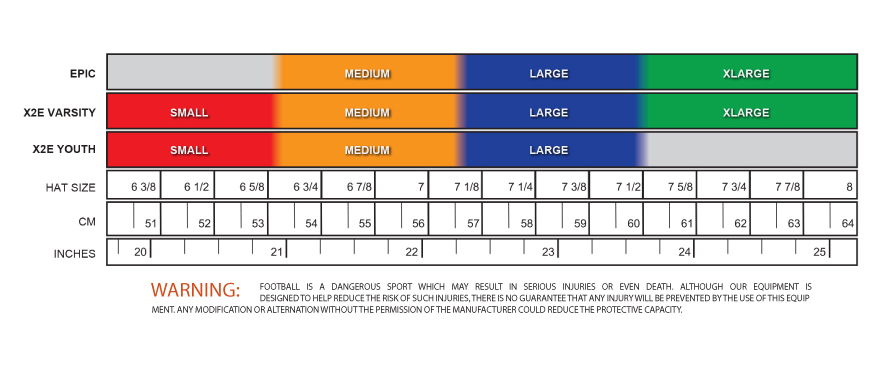 EPIC MEDIUM LARGE XLARGE
X2E VARSITY SMALL MEDIUM LARGE XLARGE
X2E YOUTH SMALL MEDIUM LARGE
HAT SIZE 6 3/8 6 1/2 6 5/8 6 3/4 6 7/8 7 7 1/8 7 1/4 7 3/8 7 1/2 7 5/8 7 3/4 7 7/8 8
CM 51 52 53 54 55 56 57 58 59 60 61 62 63 64
INCHES 20 21 22 23 24 25
WARNING: FOOTBALL IS A DANGEROUS SPORT WHICH MAY RESULT IN SERIOUS INJURIES OR EVEN DEATH. ALTHOUGH OUR EQUIPMENT IS
DESIGNED TO HELP REDUCE THE RISK OF SUCH INJURIES, THERE IS NO GUARANTEE THAT ANY INJURY WILL BE PREVENTED BY THE USE OF THIS EQUIP
MENT. ANY MODIFICATION OR ALTERNATION WITHOUT THE PERMISSION OF THE MANUFACTURER COULD REDUCE THE PROTECTIVE CAPACITY.